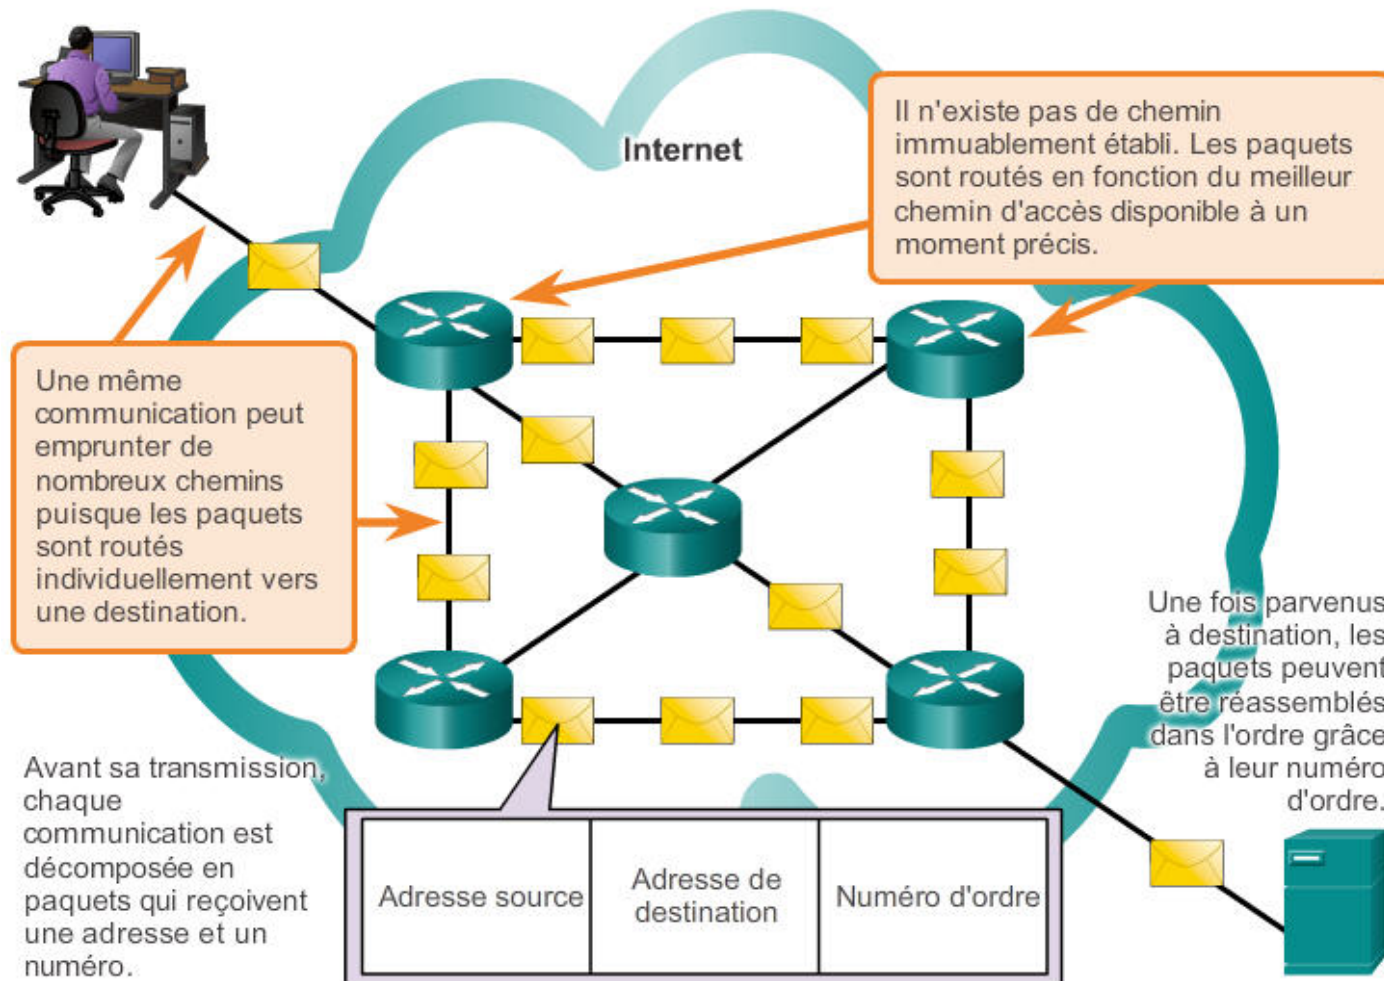 Internet
Il n'existe pas de chemin
immuablement établi. Les paquets
sont routés en fonction du meilleur
chemin d'accès disponible à un
moment précis.
Une même
communication peut
emprunter de
nombreux chemins
puisque les paquets
sont routés
individuellement vers
une destination.
Une fois parvenus
à destination, les
paquets peuvent
être réassemblés
dans l'ordre grâce
à leur numéro
d'ordre.
Avant sa transmission,
chaque
communication est
décomposée en
paquets qui reçoivent
une adresse et un
numéro.
Adresse source
Adresse de
destination
Numéro d'ordre